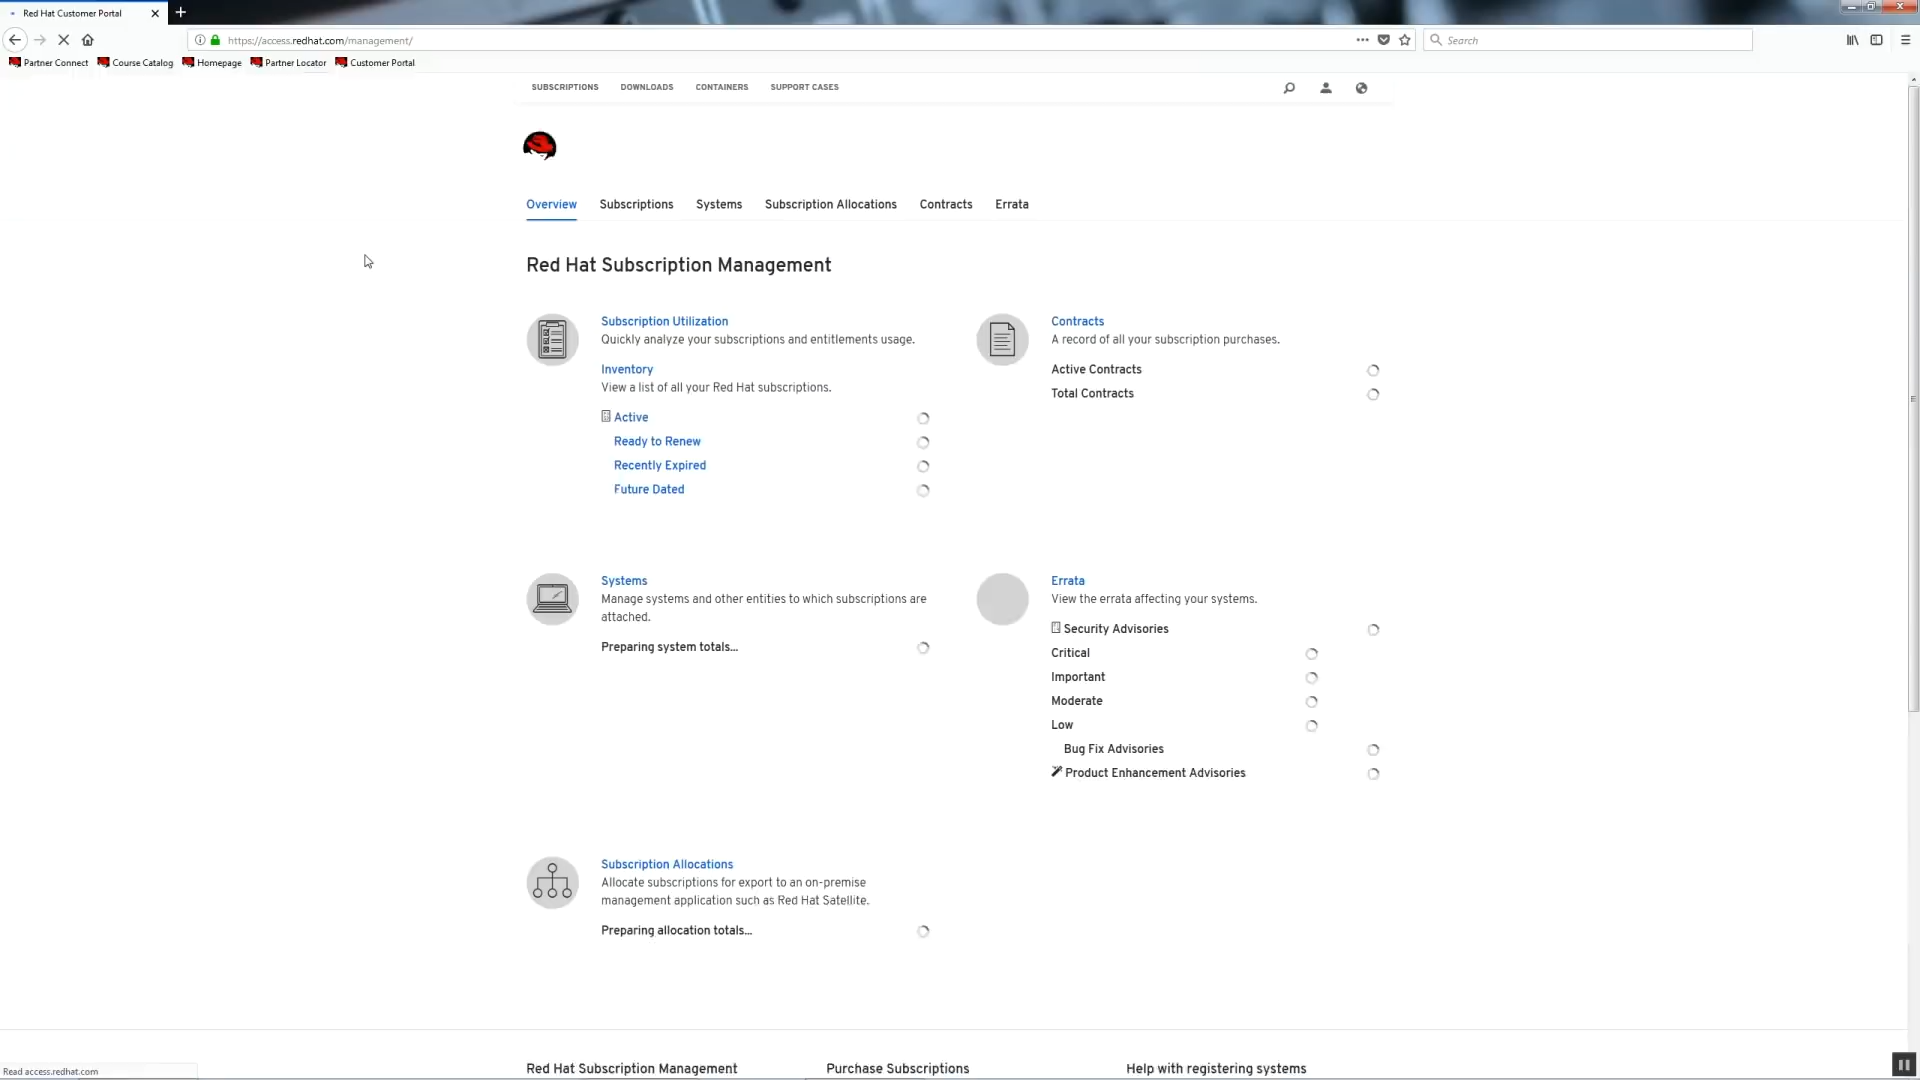 Red Hat Customer Portal
https://access.redhat.com/management/
Search
Partner Connect Course Catalog Homepage Partner Locator Customer Portal
SUBSCRIPTIONS DOWNLOADS CONTAINERS SUPPORT CASES
Overview Subscriptions Systems Subscription Allocations Contracts Errata
Red Hat Subscription Management
Subscription Utilization
Quickly analyze your subscriptions and entitlements usage.
Inventory
View a list of all your Red Hat subscriptions.
Active
Ready to Renew
Recently Expired
Future Dated
Contracts
A record of all your subscription purchases.
Active Contracts
Total Contracts
Systems
Manage systems and other entities to which subscriptions are
attached.
Preparing system totals...
Errata
View the errata affecting your systems.
Security Advisories
Critical
Important
Moderate
Low
Bug Fix Advisories
Product Enhancement Advisories
Subscription Allocations
Allocate subscriptions for export to an on-premise
management application such as Red Hat Satellite.
Preparing allocation totals...
Red Hat Subscription Management Purchase Subscriptions Help with registering systems
Read access.redhat.com